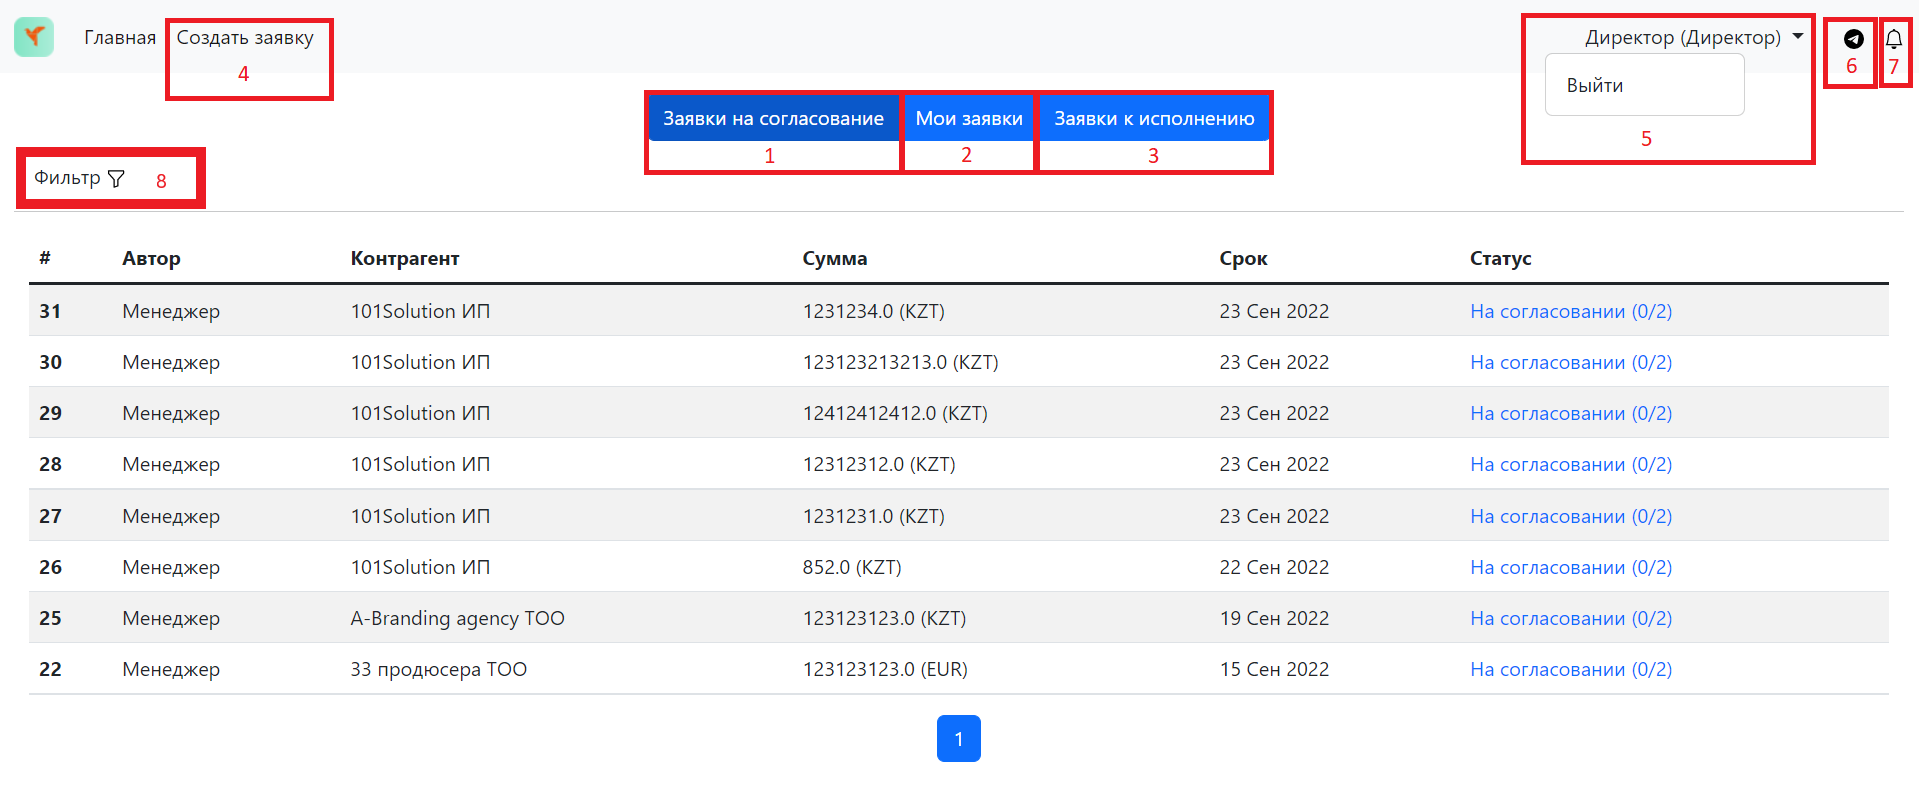 Главная Создать заявку Директор (Директор)
4 6 7
Выйти
Заявки на согласование Мои заявки Заявки к исполнению
1 2 3 5
Фильтр 8
# Автор Контрагент Сумма Срок Статус
31 Менеджер 101Solution ИП 1231234.0 (KZT) 23 Сен 2022 На согласовании (0/2)
30 Менеджер 101Solution ИП 123123213213.0 (KZT) 23 Сен 2022 На согласовании (0/2)
29 Менеджер 101Solution ИП 12412412412.0 (KZT) 23 Сен 2022 На согласовании (0/2)
28 Менеджер 101Solution ИП 12312312.0 (KZT) 23 Сен 2022 На согласовании (0/2)
27 Менеджер 101Solution ИП 1231231.0 (KZT) 23 Сен 2022 На согласовании (0/2)
26 Менеджер 101Solution ИП 852.0 (KZT) 22 Сен 2022 На согласовании (0/2)
25 Менеджер A-Branding agency ТОО 123123123.0 (KZT) 19 Сен 2022 На согласовании (0/2)
22 Менеджер 33 продюсера ТОО 123123123.0 (EUR) 15 Сен 2022 На согласовании (0/2)
1